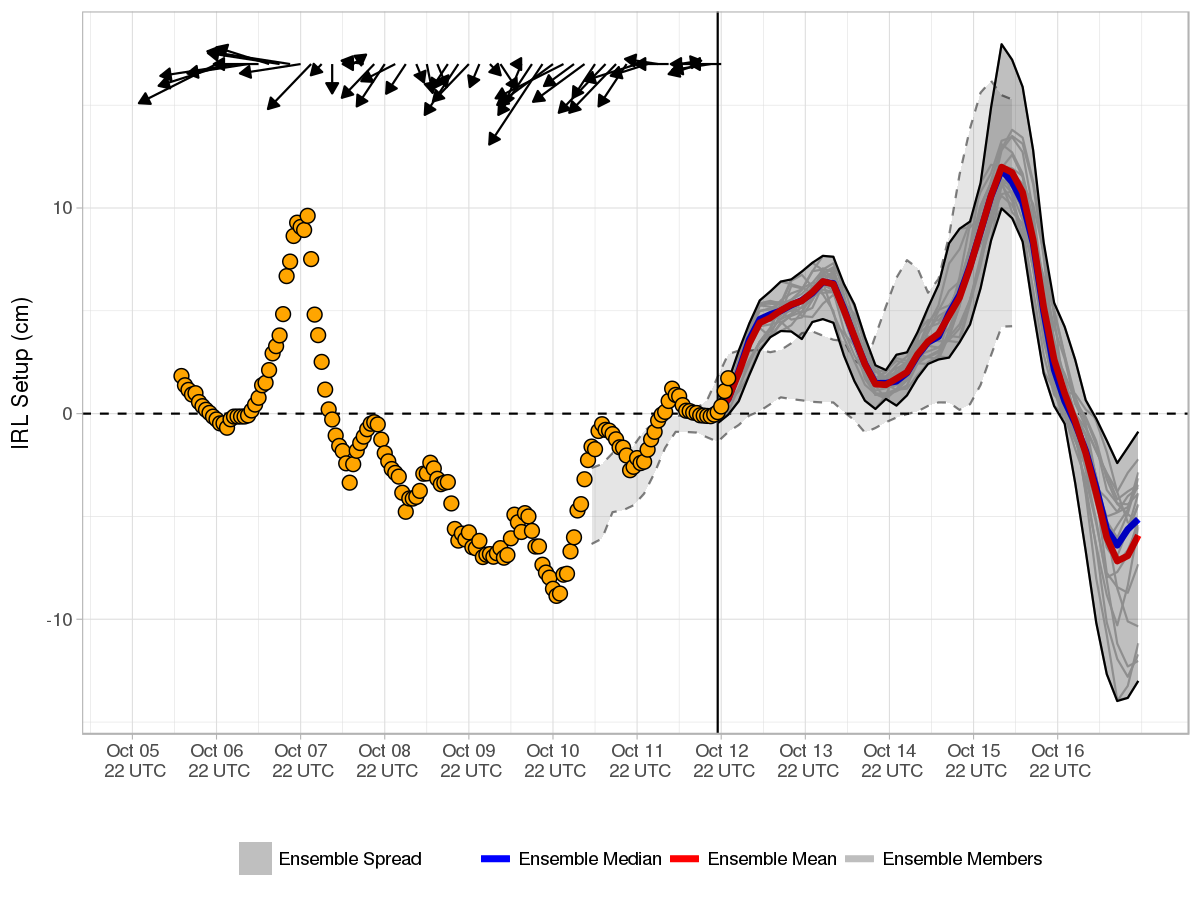 IRL Setup (cm)
10
0
-10
Oct 05 Oct 06 Oct 07 Oct 08 Oct 09 Oct 10 Oct 11 Oct 12 Oct 13 Oct 14 Oct 15 Oct 16
22 UTC 22 UTC 22 UTC 22 UTC 22 UTC 22 UTC 22 UTC 22 UTC 22 UTC 22 UTC 22 UTC 22 UTC
Ensemble Spread Ensemble Median Ensemble Mean Ensemble Members